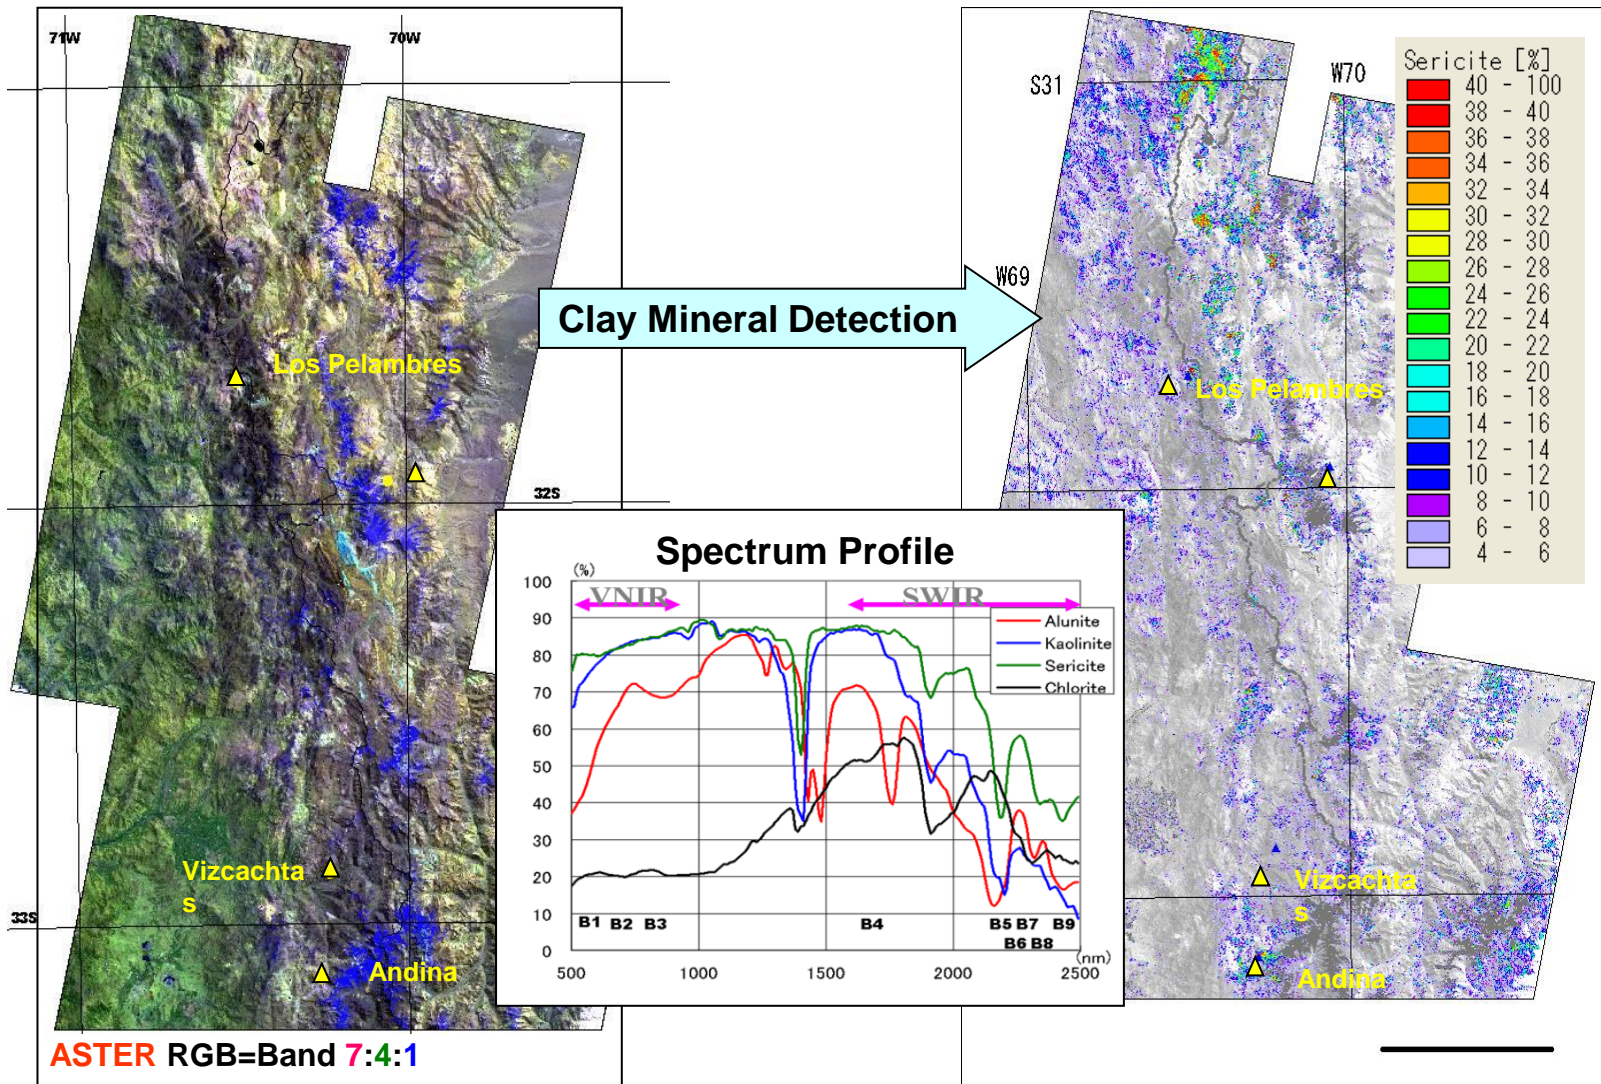 71W
70W
32S
33S
Los Pelambres
Vizcachta
s
Andina
ASTER RGB=Band 7:4:1
Clay Mineral Detection
S31
W70
W69
Los Pelambres
Vizcachta
s
Andina
Sericite [%]
40 - 100
38 - 40
36 - 38
34 - 36
32 - 34
30 - 32
28 - 30
26 - 28
24 - 26
22 - 24
20 - 22
18 - 20
16 - 18
14 - 16
12 - 14
10 - 12
8 - 10
6 - 8
4 - 6
Spectrum Profile
(%)
VNIR
SWIR
Alunite
Kaolinite
Sericite
Chlorite
100
90
80
70
60
50
40
30
20
10
0
B1 B2 B3 B4 B5 B7 B9
B6 B8
(nm)
500 1000 1500 2000 2500